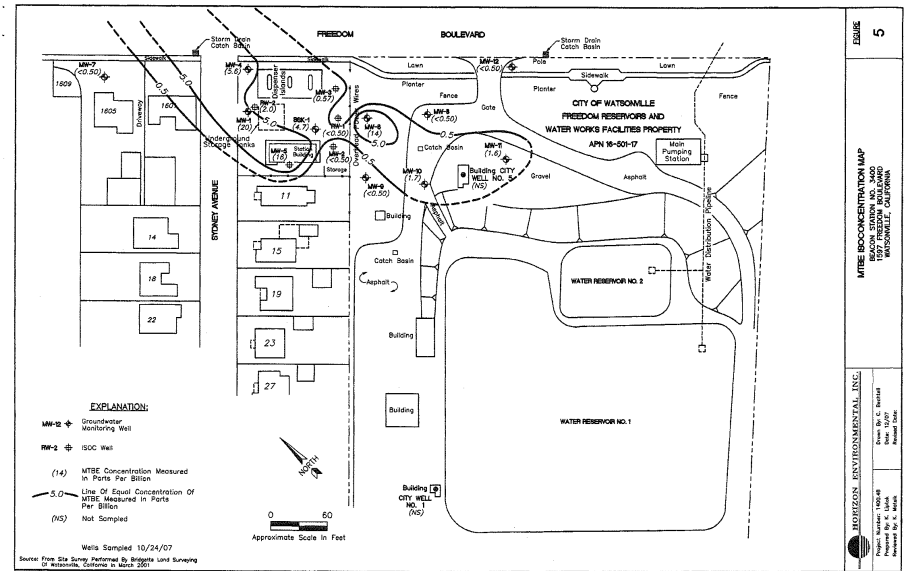 FREEDOM BOULEVARD
Storm Drain
Catch Basin
Storm Drain
Catch Basin
MW-7
(<0.50)
Sidewalk
MW-4
(5.6)
Sidewalk
MW-12
(<0.50)
Pole
Lawn
Lawn
Sidewalk
Planter
Planter
Fence
Fence
Gate
1609
1605
1601
Driveway
0.5
5.0
Dispenser
Islands
MW-3
(0.57)
RW-2
(2.0)
MW-1
(20)
5.0
BSK-1
(4.7)
RW-1
(<0.50)
Overhead Power Wires
MW-6
(14)
5.0
MW-8
(<0.50)
0.5
Underground
Storage Tanks
MW-5
(16)
Station
Building
MW-2
(<0.50)
0.5
Storage
Catch Basin
MW-11
(1.6)
MW-9
(<0.50)
MW-10
(1.7)
Building CITY
WELL NO. 5
(NS)
Gravel
Asphalt
Asphalt
CITY OF WATSONVILLE
FREEDOM RESERVOIRS AND
WATER WORKS FACILITIES PROPERTY
APN 16-501-17
Main
Pumping
Station
Water Distribution Pipeline
SYDNEY AVENUE
11
14
15
18
19
22
23
27
Building
Catch Basin
Asphalt
Building
Building
WATER RESERVOIR NO. 2
WATER RESERVOIR NO. 1
Building
CITY WELL
NO. 1
(NS)
NORTH
0 60
Approximate Scale In Feet
EXPLANATION:
MW-12 Groundwater
Monitoring Well
RW-2 ISOC Well
(14) MTBE Concentration Measured
In Parts Per Billion
5.0 Line Of Equal Concentration Of
MTBE Measured In Parts
Per Billion
(NS) Not Sampled
Wells Sampled 10/24/07
Source: From Site Survey Performed By Bridgette Land Surveying
Of Watsonville, California in March 2001
FIGURE
5
MTBE ISOCONCENTRATION MAP
BEACON STATION NO. 3400
1597 FREEDOM BOULEVARD
WATSONVILLE, CALIFORNIA
HORIZON ENVIRONMENTAL INC.
Project Number: 1400.48
Drawn By: C.
Prepared By: K.
Date: 12/07
Reviewed By: K.
Revised Date: